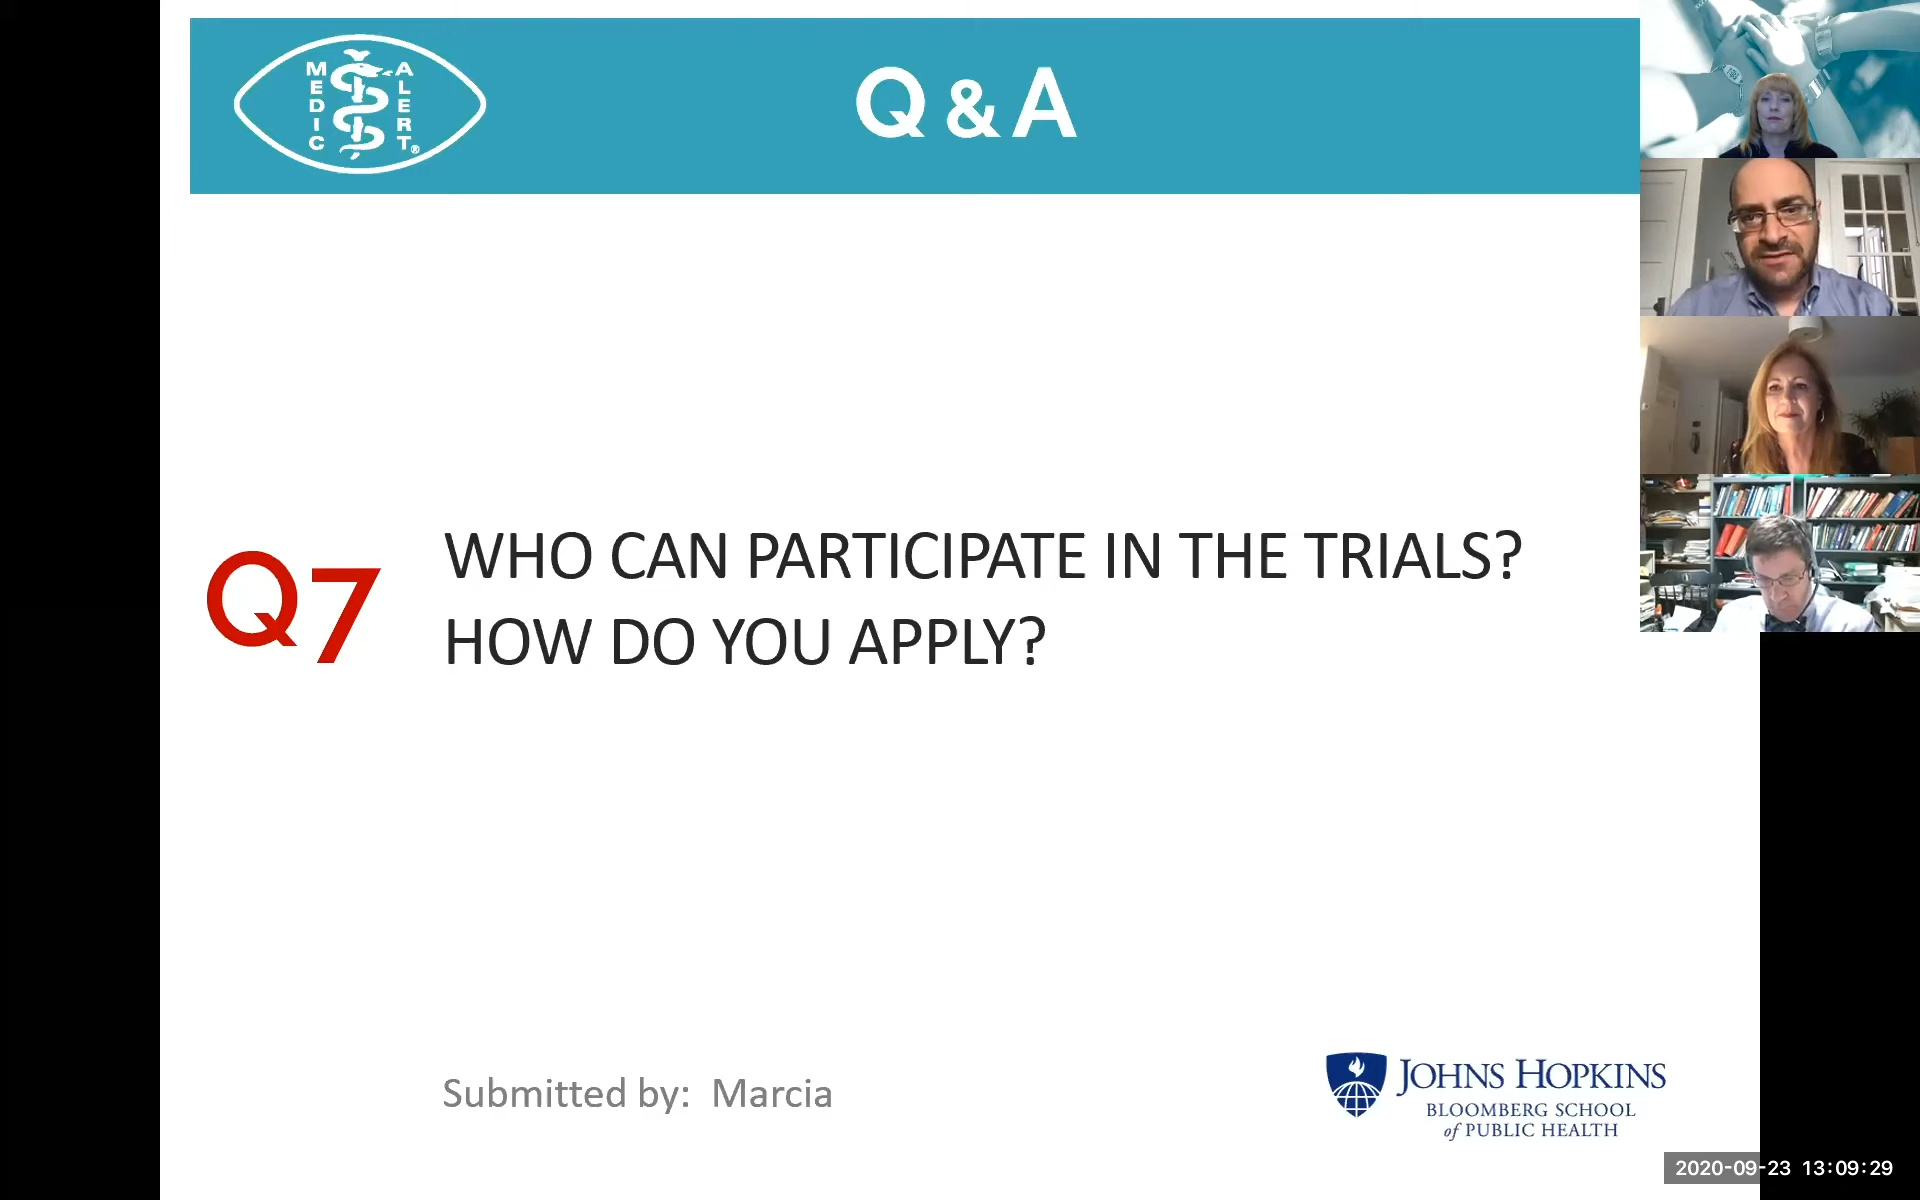 MEDIC ALERT®
Q & A
Q7
WHO CAN PARTICIPATE IN THE TRIALS?
HOW DO YOU APPLY?
Submitted by: Marcia
JOHNS HOPKINS
BLOOMBERG SCHOOL
of PUBLIC HEALTH
2020-09-23 13:09:29